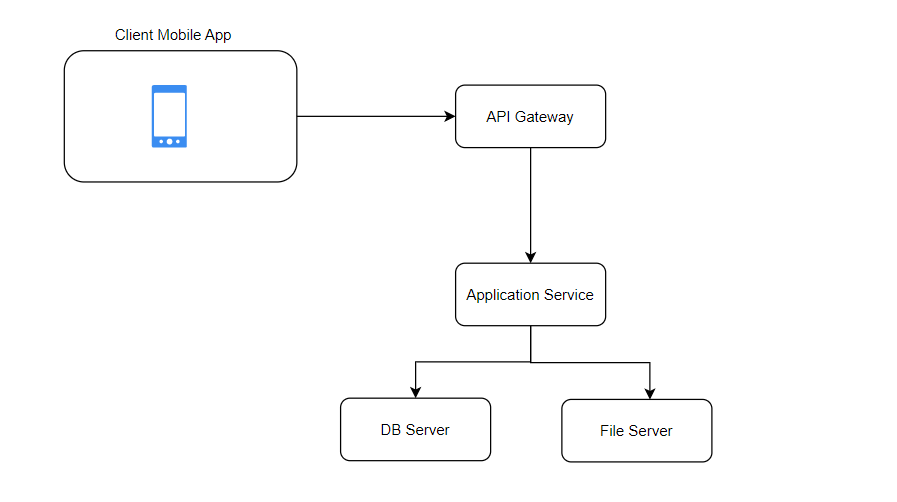 Client Mobile App
API Gateway
Application Service
DB Server
File Server